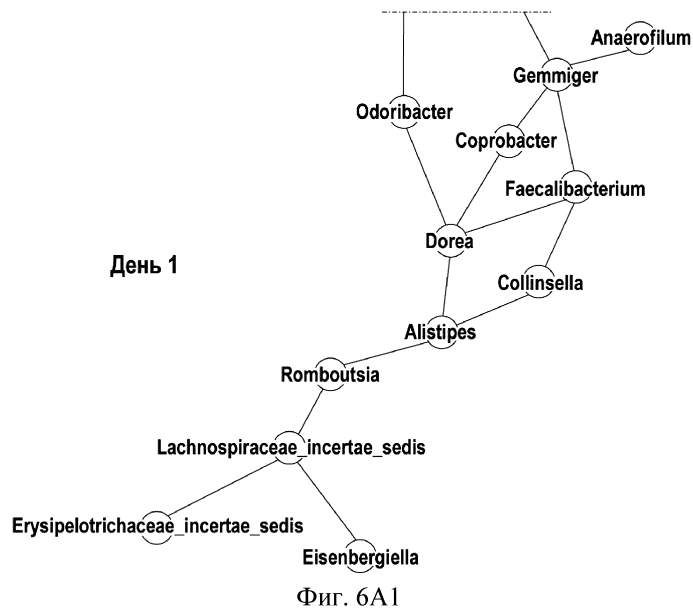 Anaerofilum
Gemmiger
Odoribacter
Coprobacter
Faecalibacterium
Dorea
День 1
Collinsella
Alistipes
Romboutsia
Lachnospiraceae_incertae_sedis
Erysipelotrichaceae_incertae_sedis
Eisenbergiella
Фиг. 6А1